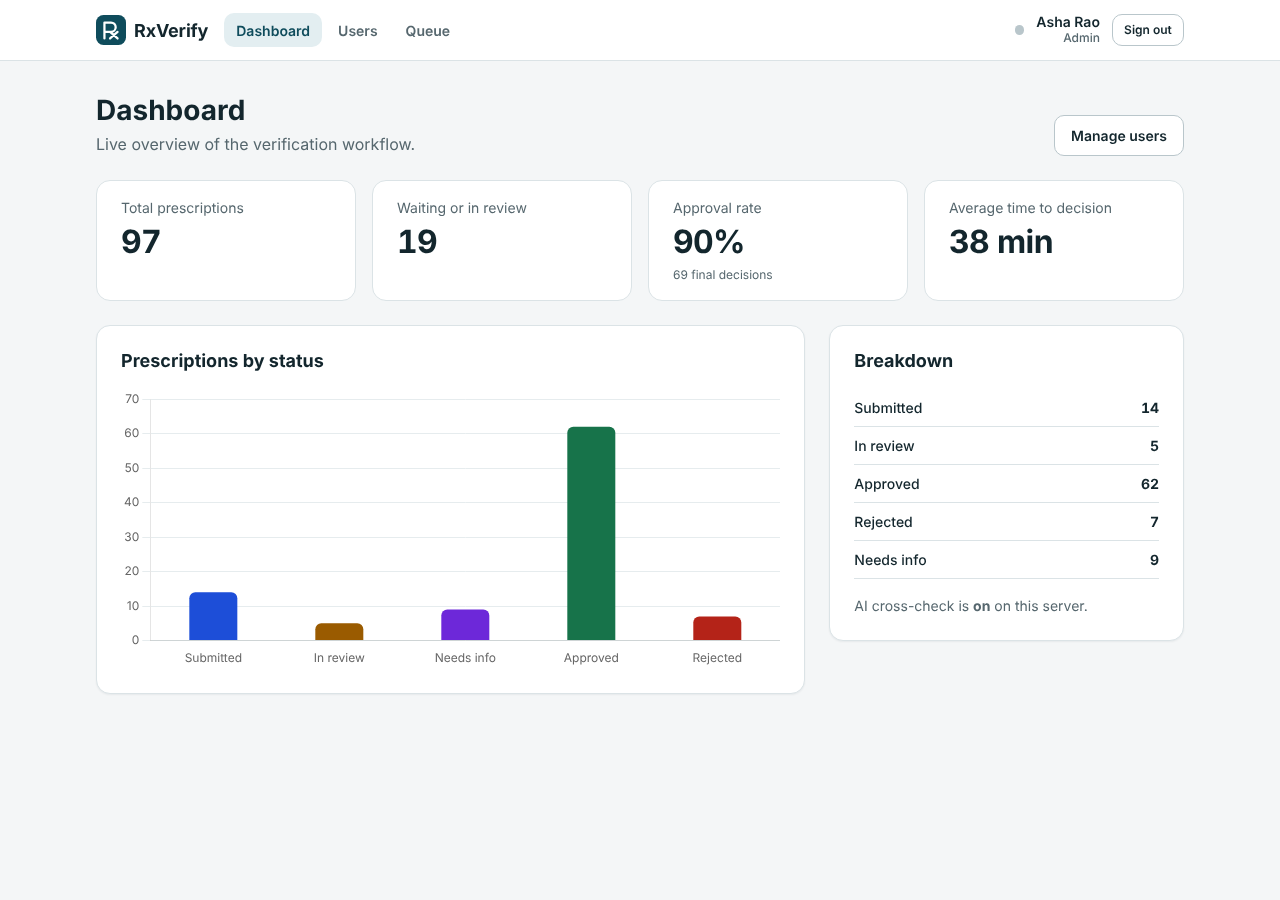 RxVerify
Dashboard
Users
Queue
Asha Rao
Admin
Sign out
Dashboard
Live overview of the verification workflow.
Manage users
Total prescriptions
97
Waiting or in review
19
Approval rate
90%
69 final decisions
Average time to decision
38 min
Prescriptions by status
70
60
50
40
30
20
10
0
Submitted
In review
Needs info
Approved
Rejected
Breakdown
Submitted 14
In review 5
Approved 62
Rejected 7
Needs info 9
AI cross-check is on on this server.